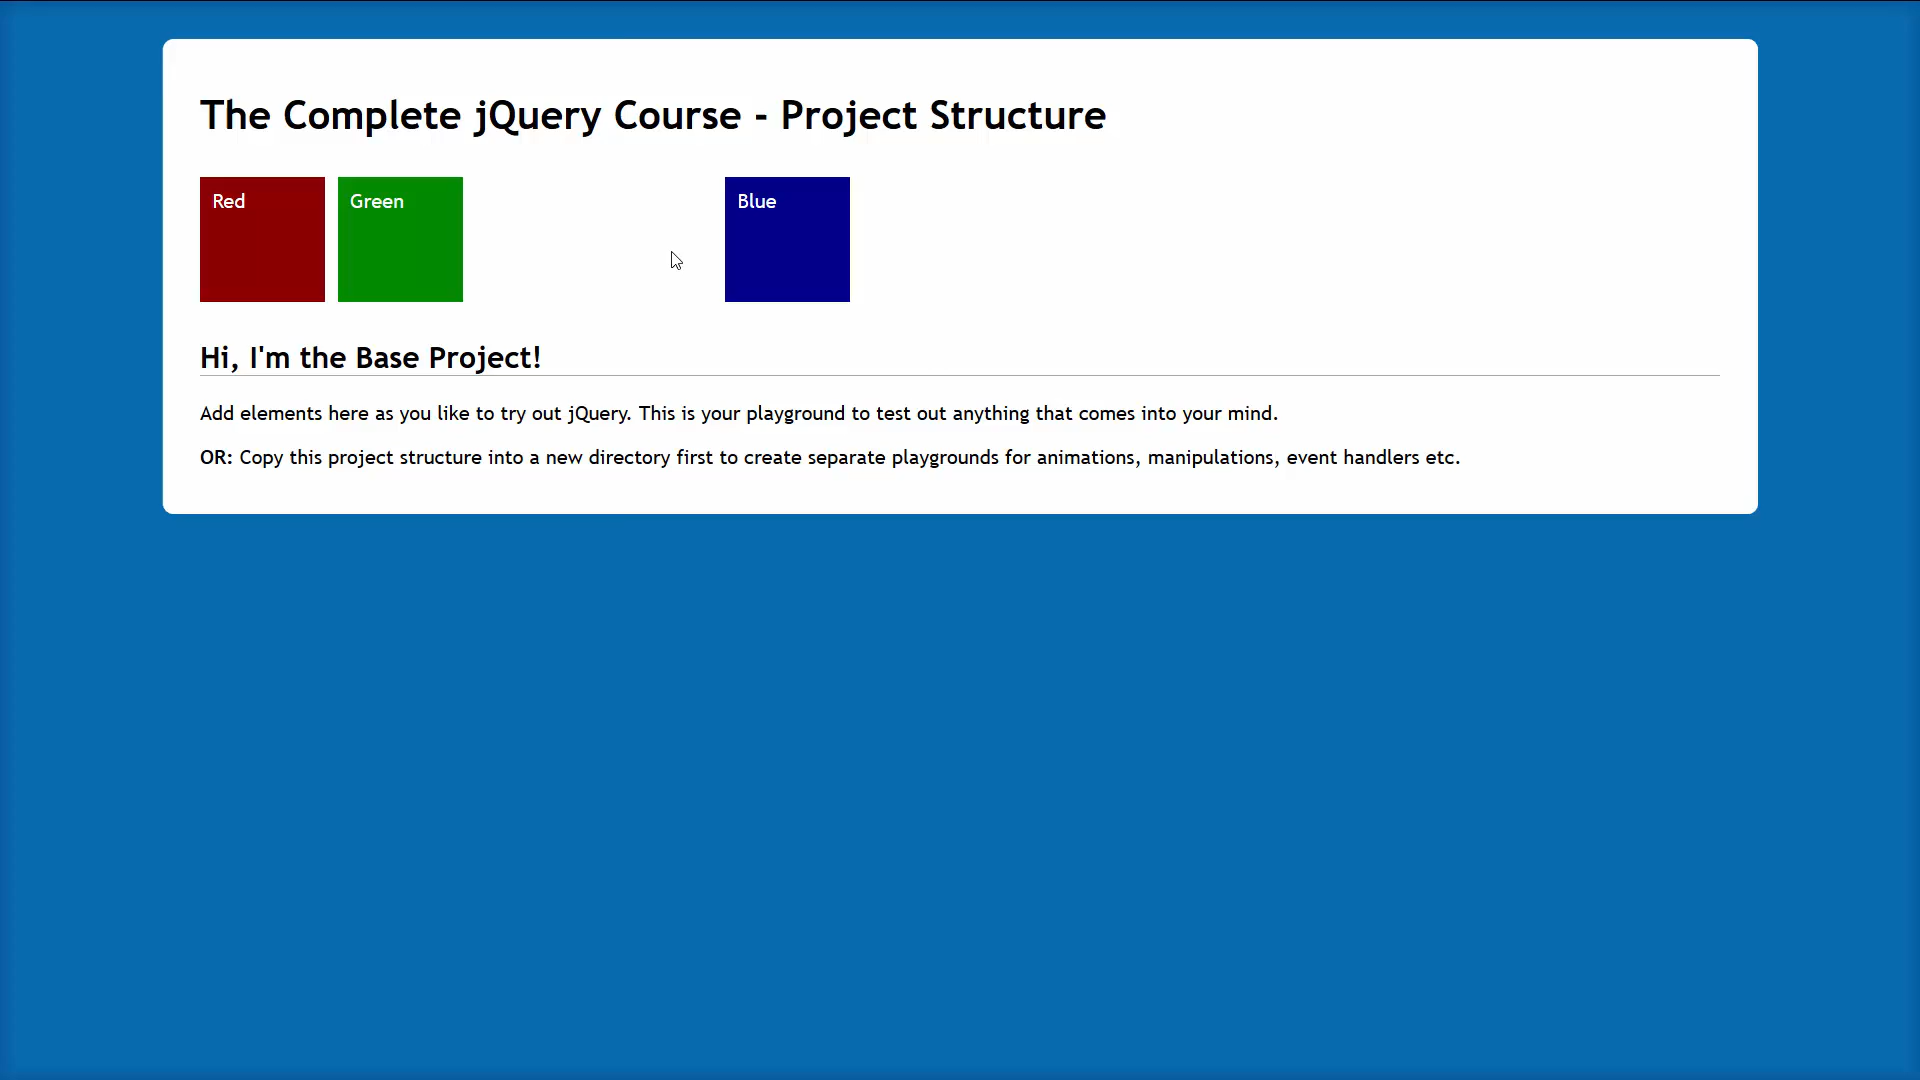 The Complete jQuery Course - Project Structure
Red
Green
Blue
Hi, I'm the Base Project!
Add elements here as you like to try out jQuery. This is your playground to test out anything that comes into your mind.
OR: Copy this project structure into a new directory first to create separate playgrounds for animations, manipulations, event handlers etc.